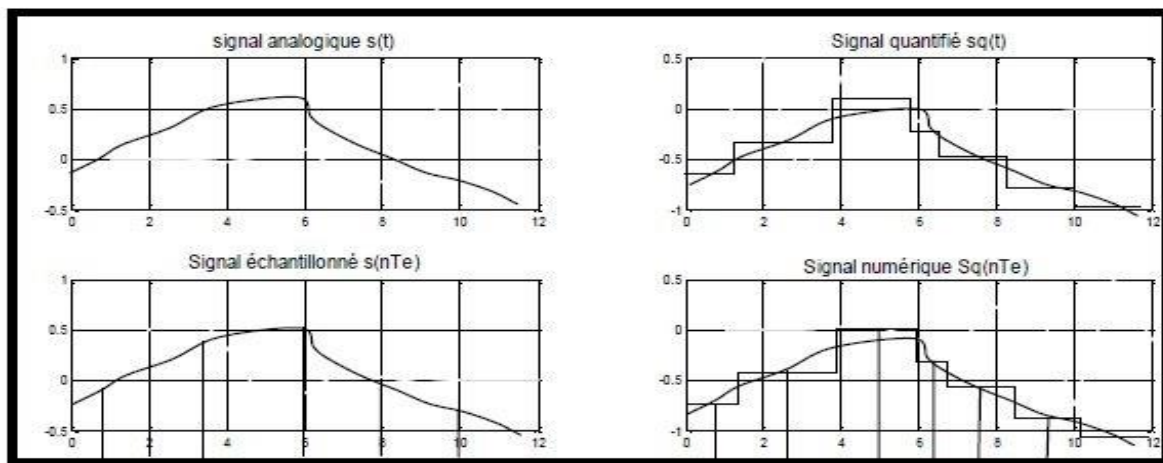 signal analogique s(t)
1
0.5
0
-0.5
0 2 4 6 8 10 12
Signal quantifié sq(t)
0.5
0
-0.5
-1
0 2 4 6 8 10 12
Signal échantillonné s(nTe)
1
0.5
0
-0.5
0 2 4 6 8 10 12
Signal numérique Sq(nTe)
0.5
0
-0.5
-1
0 2 4 6 8 10 12